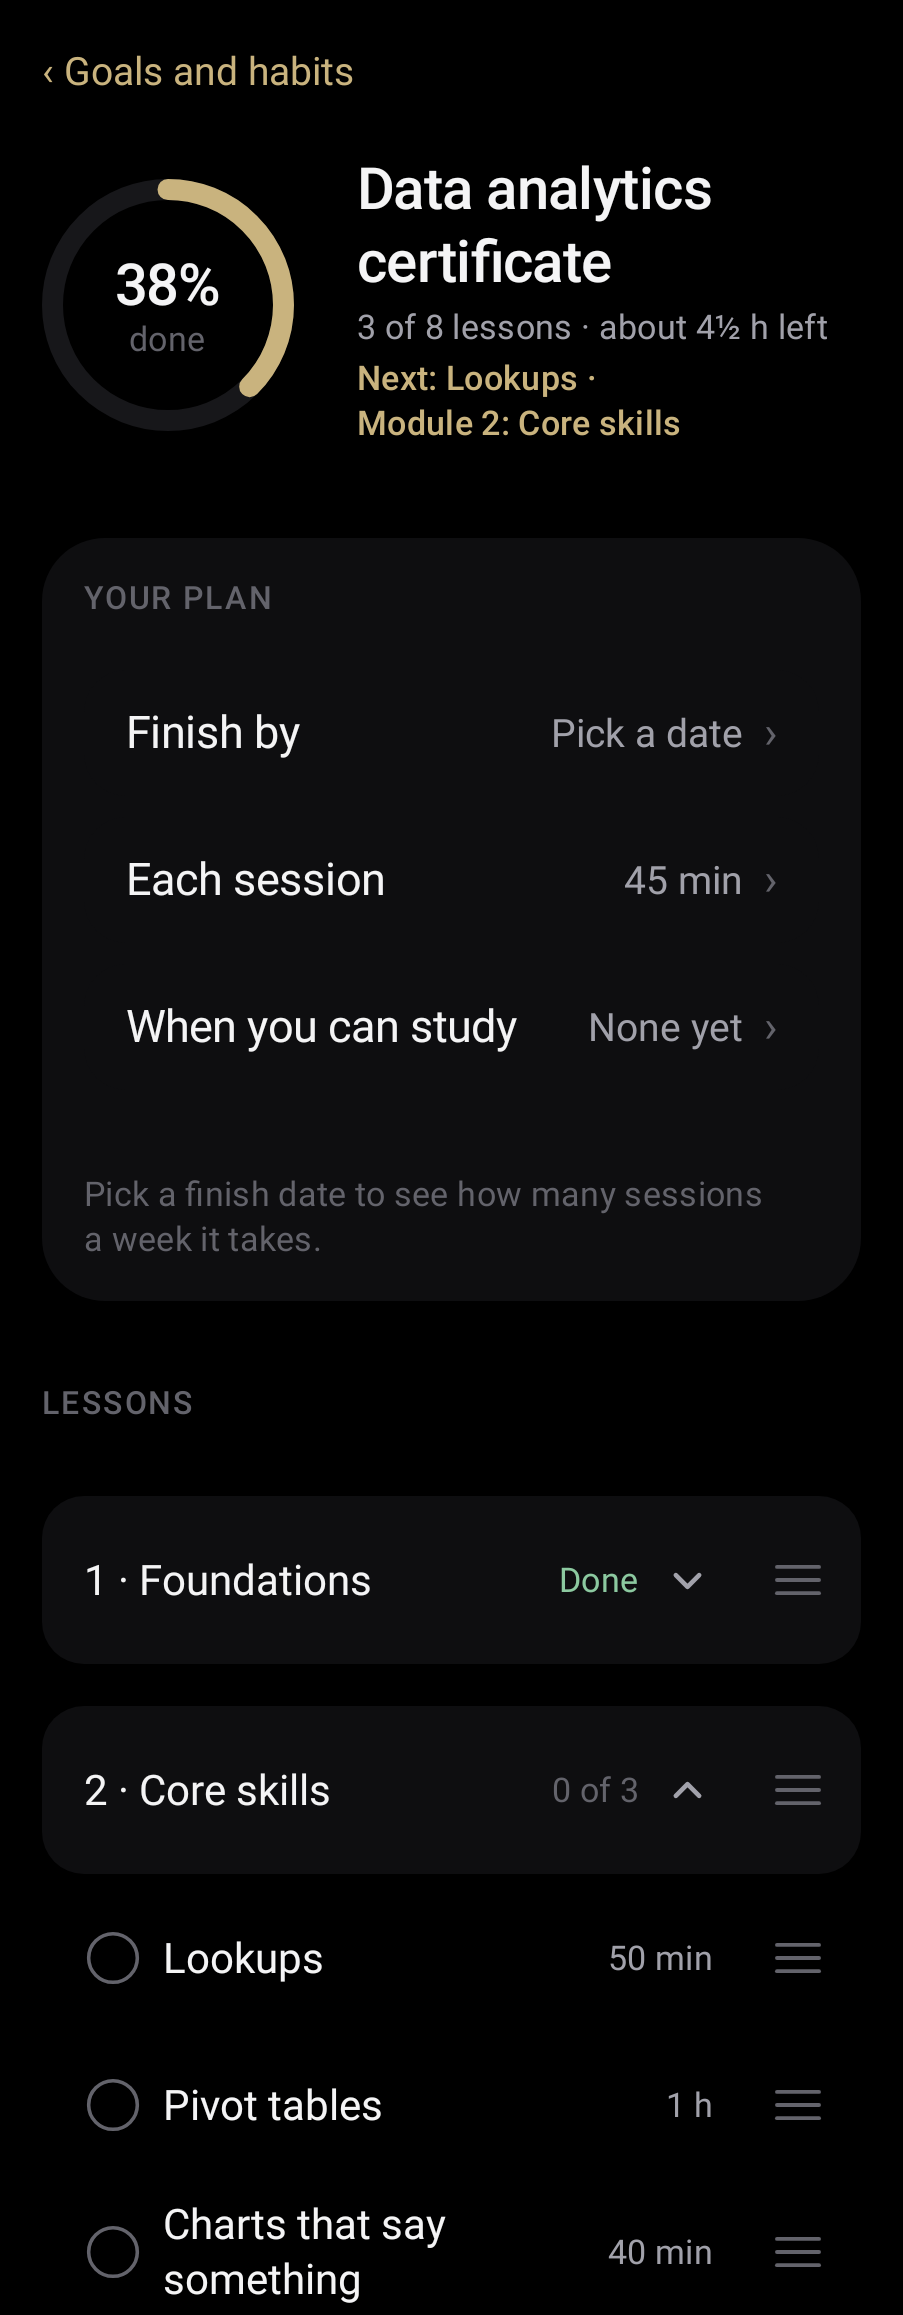 ‹ Goals and habits
38%
done
Data analytics
certificate
3 of 8 lessons · about 4½ h left
Next: Lookups ·
Module 2: Core skills
YOUR PLAN
Finish by Pick a date ›
Each session 45 min ›
When you can study None yet ›
Pick a finish date to see how many sessions
a week it takes.
LESSONS
1 · Foundations Done
2 · Core skills 0 of 3
Lookups 50 min
Pivot tables 1 h
Charts that say
something 40 min